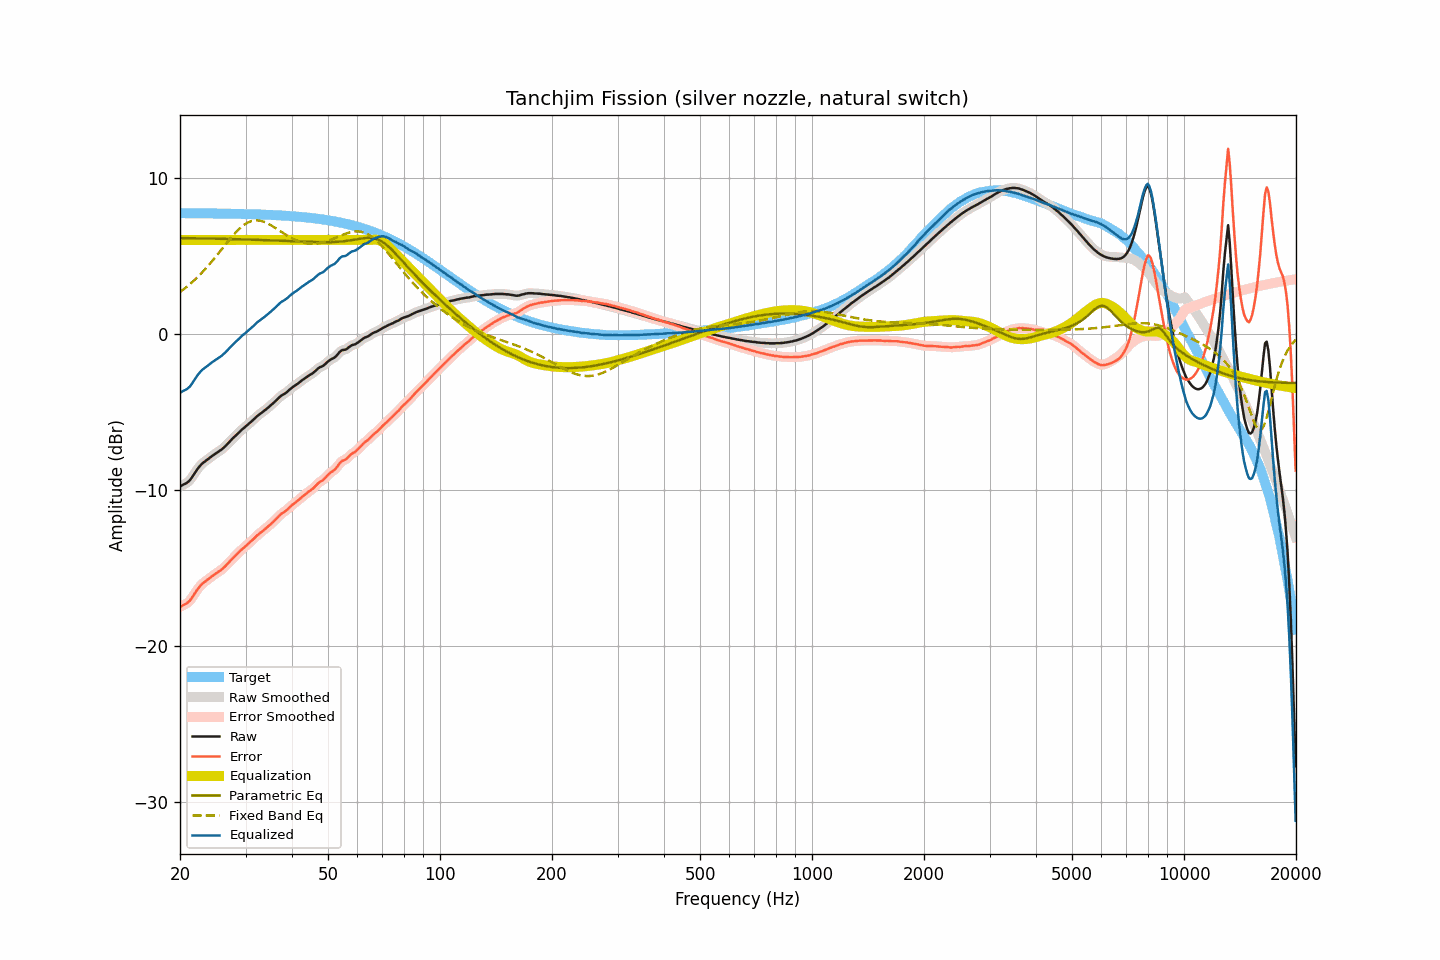 Tanchjim Fission (silver nozzle, natural switch)
10
0
−10
−20
−30
Amplitude (dBr)
Target
Raw Smoothed
Error Smoothed
Raw
Error
Equalization
Parametric Eq
Fixed Band Eq
Equalized
20 50 100 200 500 1000 2000 5000 10000 20000
Frequency (Hz)